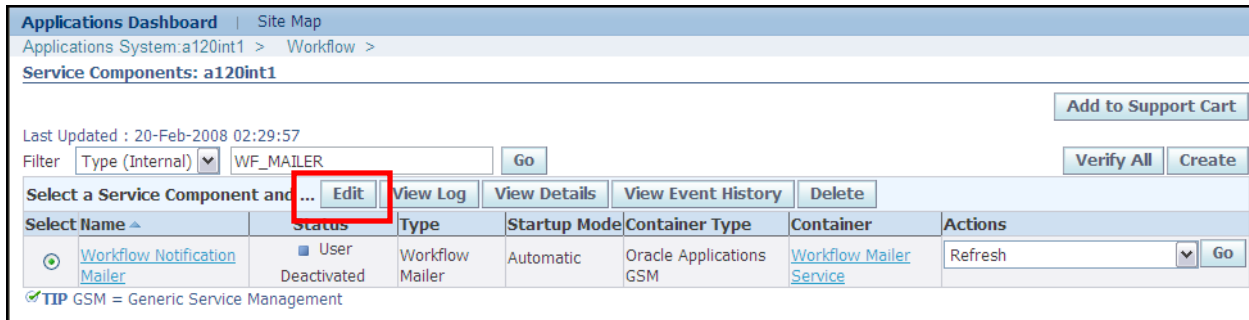 Applications Dashboard | Site Map
Applications System:a120int1 > Workflow >
Service Components: a120int1
Add to Support Cart
Last Updated : 20-Feb-2008 02:29:57
Filter Type (Internal) WF_MAILER Go Verify All Create
Select a Service Component and ... Edit View Log View Details View Event History Delete
Select Name Status Type Startup Mode Container Type Container Actions
Workflow Notification User Workflow Automatic Oracle Applications Workflow Mailer Refresh Go
Mailer Deactivated Mailer GSM Service
TIP GSM = Generic Service Management